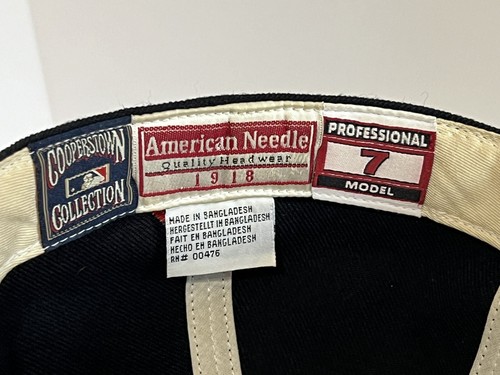 COOPERSTOWN
COLLECTION
American Needle
Quality Headwear
1918
PROFESSIONAL
7
MODEL
MADE IN BANGLADESH
HERGESTELLT IN BANGLADESH
FAIT EN BANGLADESH
HECHO EN BANGLADESH
RN# 00476